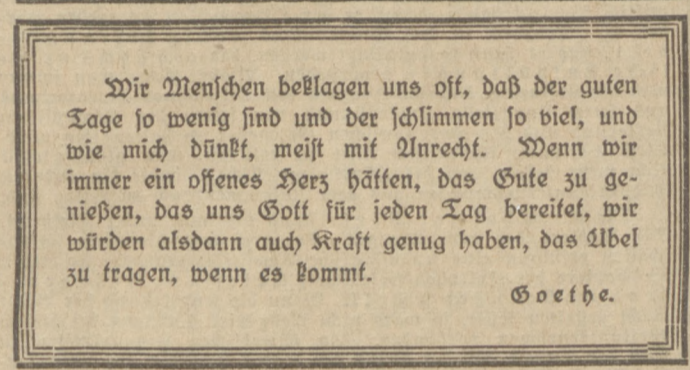 Wir Menschen beklagen uns oft, daß der guten
Tage so wenig sind und der schlimmen so viel, und
wie mich dünkt, meist mit Unrecht. Wenn wir
immer ein offenes Herz hätten, das Gute zu ge-
nießen, das uns Gott für jeden Tag bereitet, wir
würden alsdann auch Kraft genug haben, das Übel
zu tragen, wenn es kommt.
Goethe.